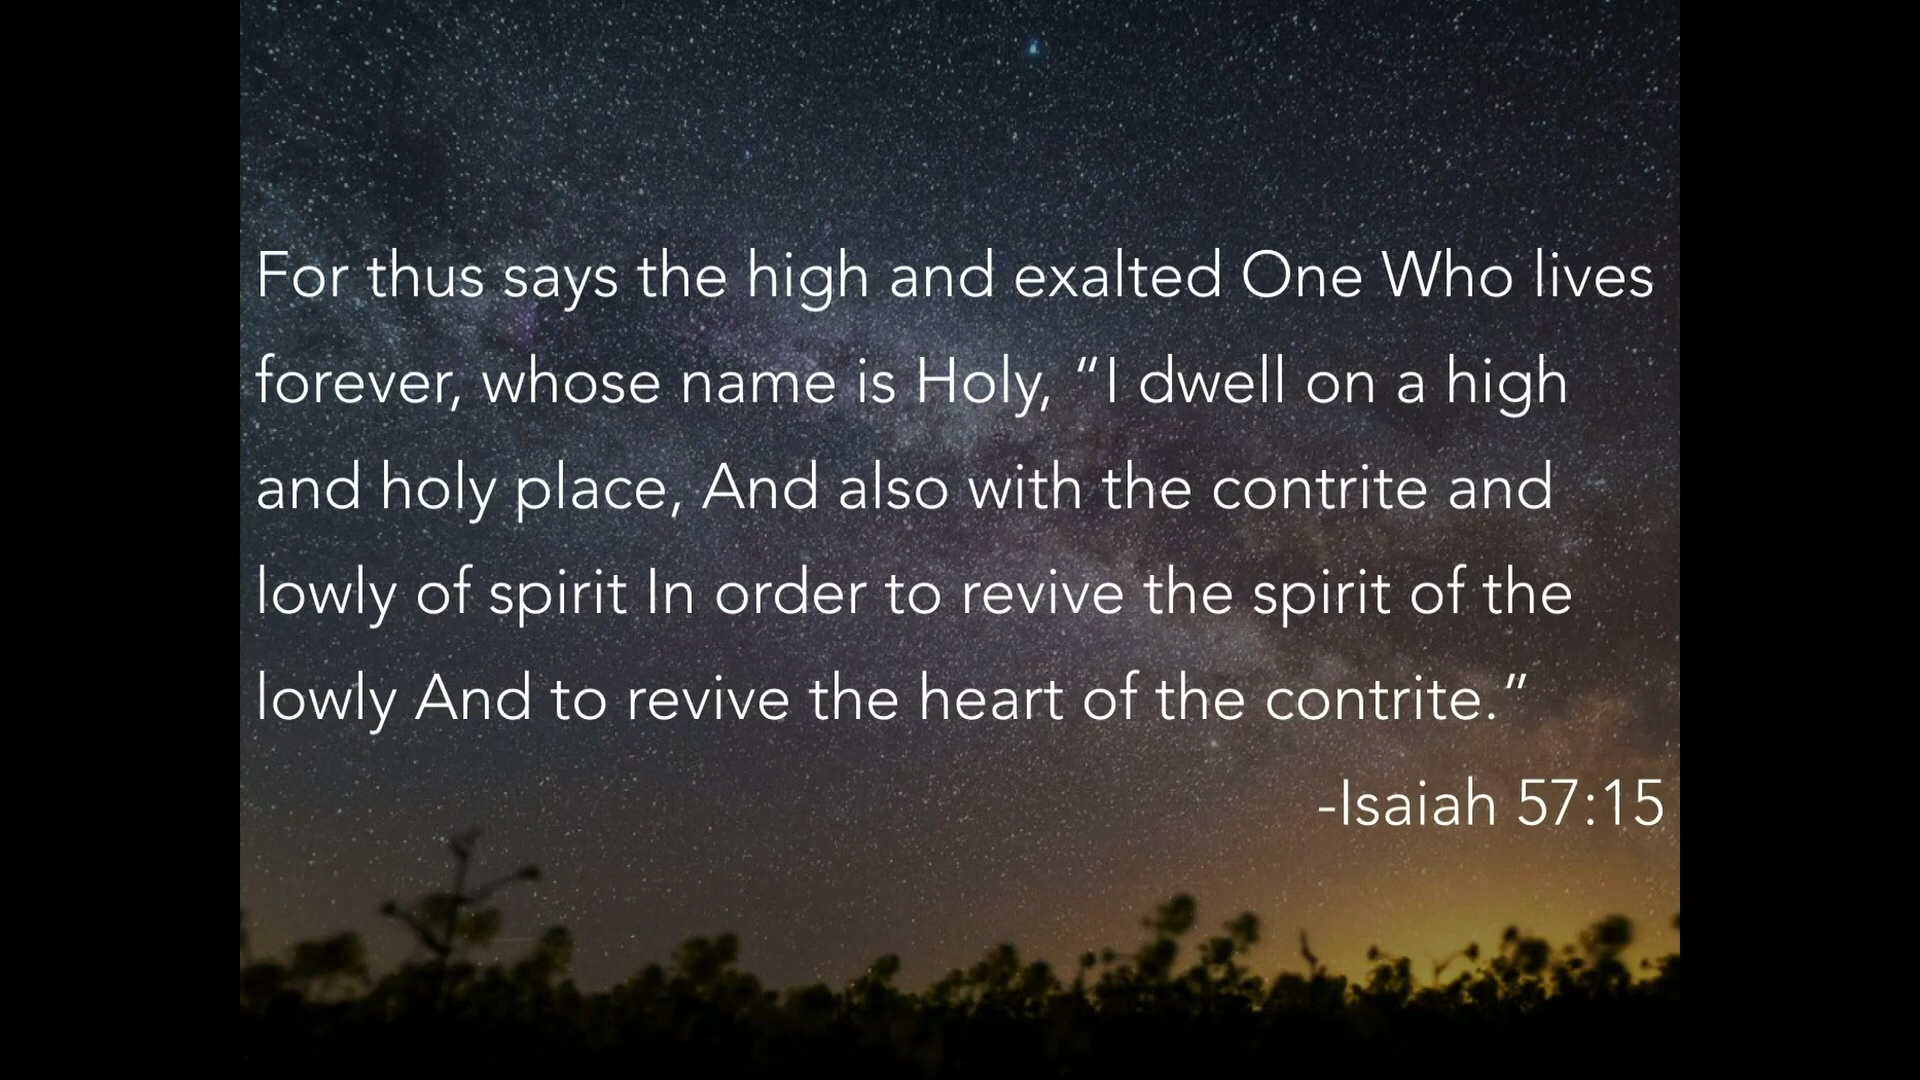 For thus says the high and exalted One Who lives
forever, whose name is Holy, “I dwell on a high
and holy place, And also with the contrite and
lowly of spirit In order to revive the spirit of the
lowly And to revive the heart of the contrite.”
-Isaiah 57:15